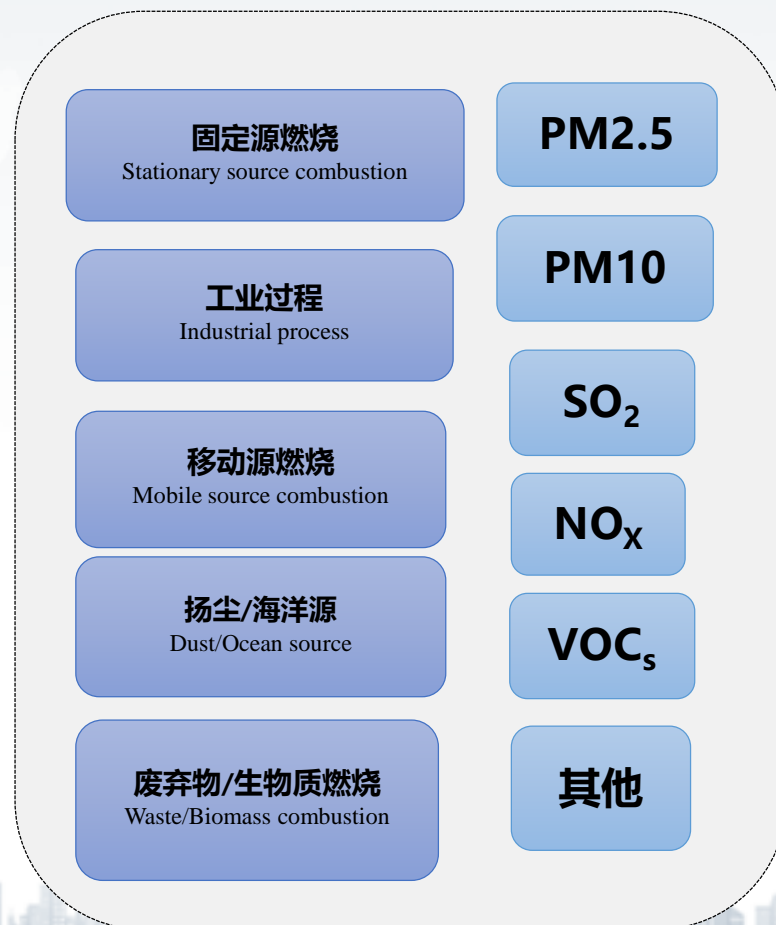 固定源燃烧
Stationary source combustion
工业过程
Industrial process
移动源燃烧
Mobile source combustion
扬尘/海洋源
Dust/Ocean source
废弃物/生物质燃烧
Waste/Biomass combustion
PM2.5
PM10
SO₂
NOₓ
VOCₛ
其他